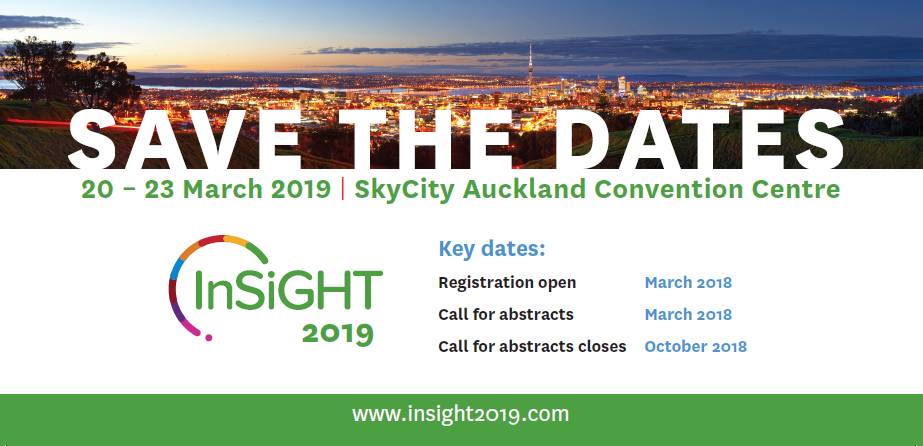 SAVE THE DATES
20 – 23 March 2019 | SkyCity Auckland Convention Centre
InSiGHT
2019
Key dates:
Registration open March 2018
Call for abstracts March 2018
Call for abstracts closes October 2018
www.insight2019.com